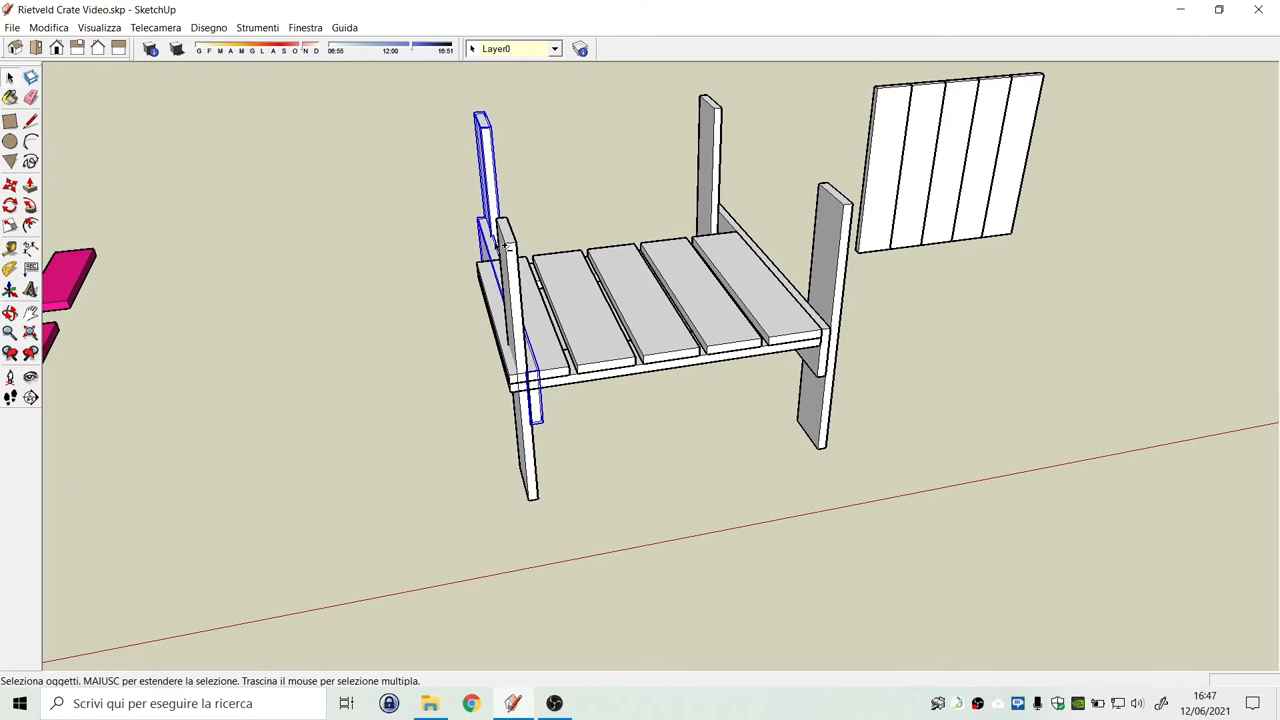 Rietveld Crate Video.skp - SketchUp
File Modifica Visualizza Telecamera Disegno Strumenti Finestra Guida
G F M A M G L A S O N D 06:55 12:00 16:51 Layer0
ABC
Seleziona oggetti. MAIUSC per estendere la selezione. Trascina il mouse per selezione multipla.
Scrivi qui per eseguire la ricerca
16:47
12/06/2021